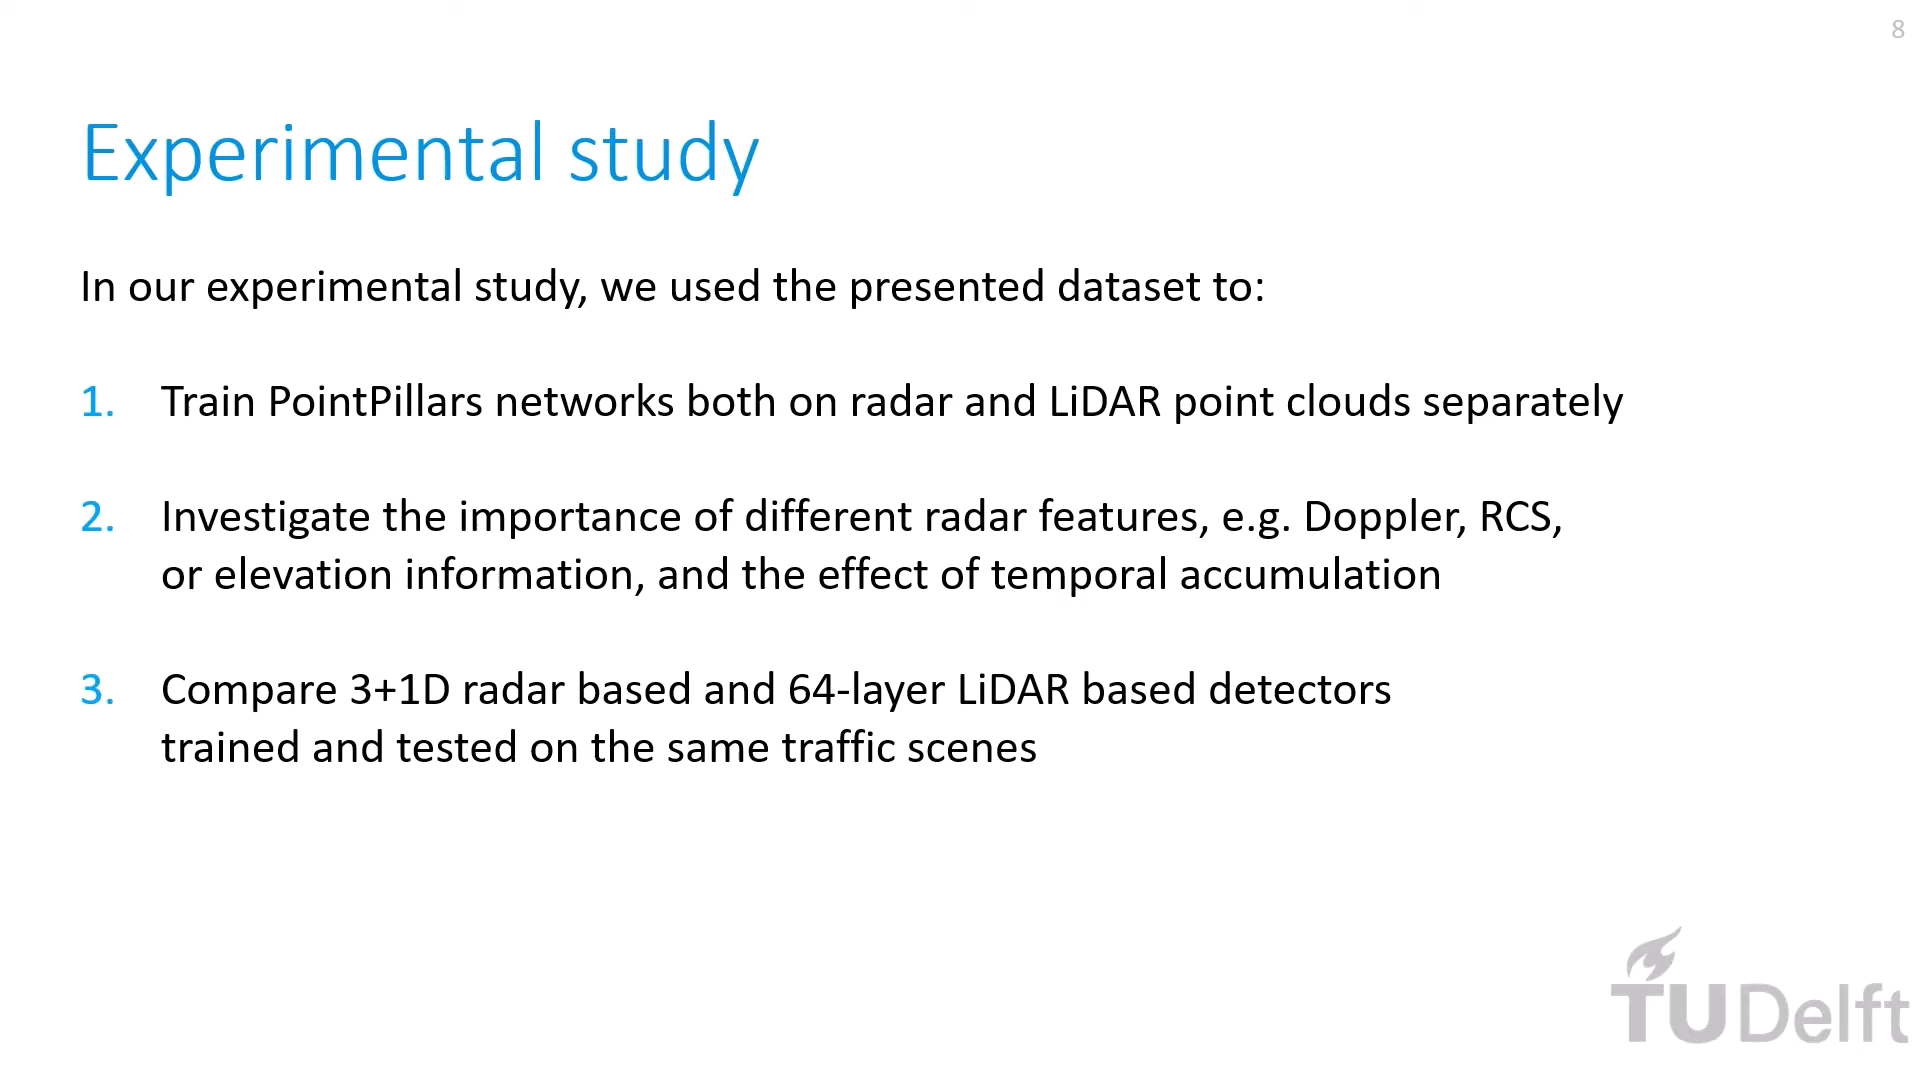 8
Experimental study
In our experimental study, we used the presented dataset to:
1. Train PointPillars networks both on radar and LiDAR point clouds separately
2. Investigate the importance of different radar features, e.g. Doppler, RCS,
or elevation information, and the effect of temporal accumulation
3. Compare 3+1D radar based and 64-layer LiDAR based detectors
trained and tested on the same traffic scenes
TUDelft